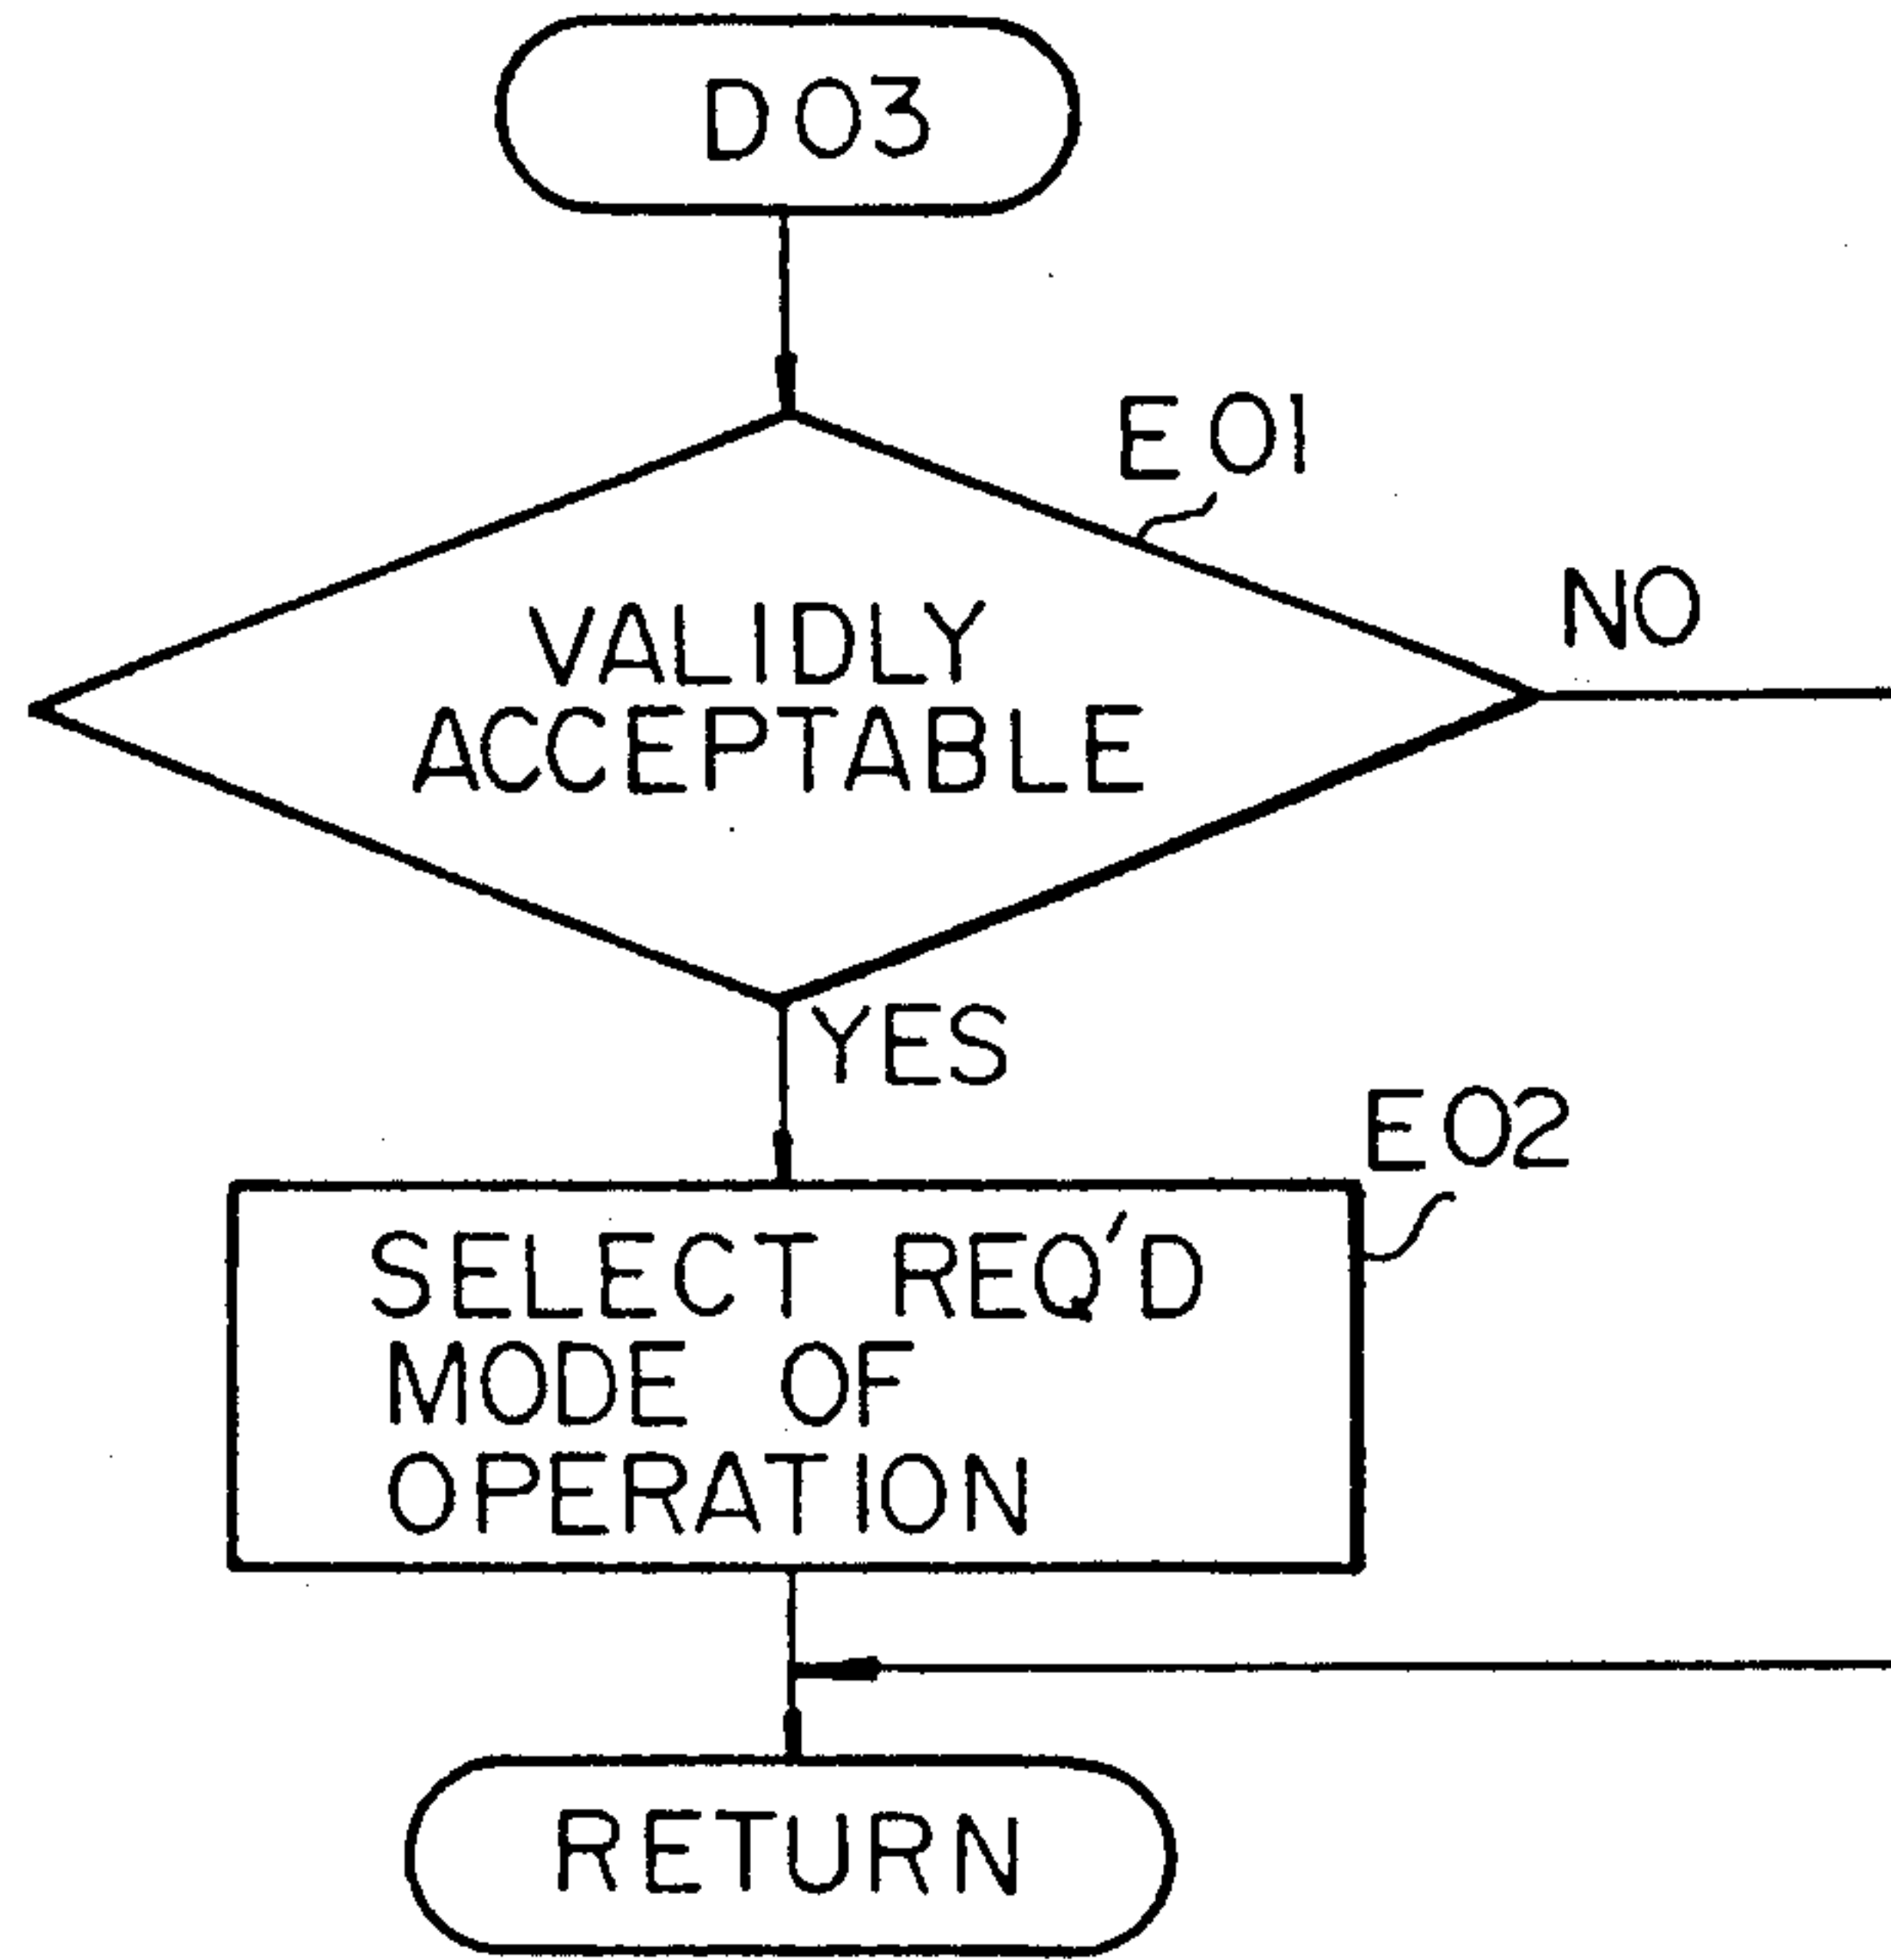 D03
E01
NO
VALIDLY
ACCEPTABLE
YES
E02
SELECT REQ'D
MODE OF
OPERATION
RETURN